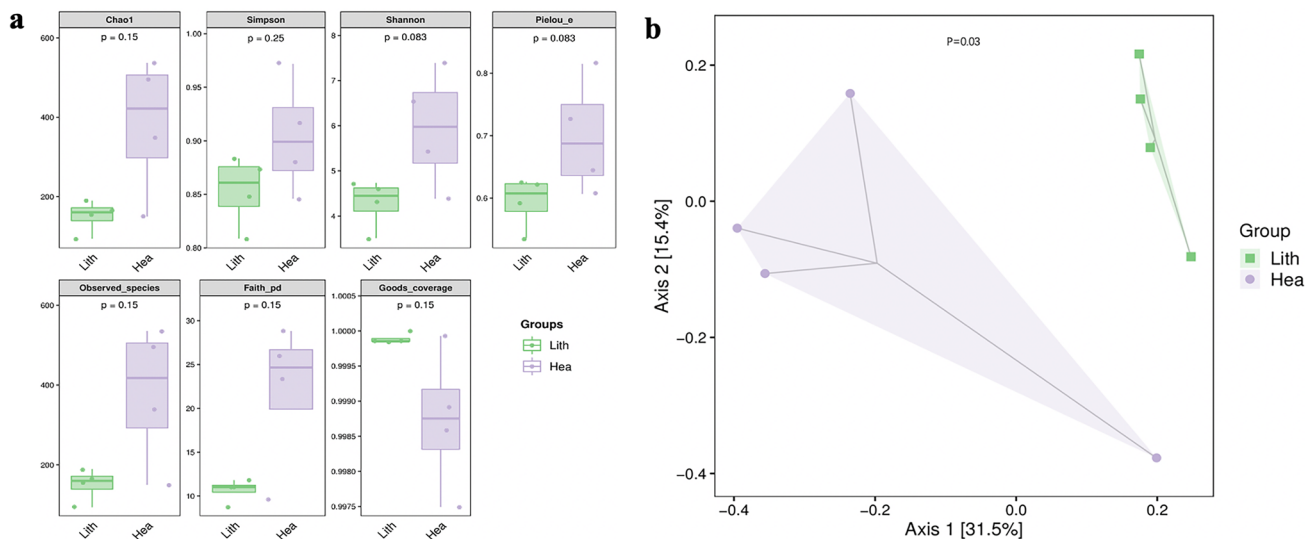 a
Chao1
p = 0.15
600
400
200
Lith
Hea
Simpson
p = 0.25
1.00
0.95
0.90
0.85
0.80
Lith
Hea
Shannon
p = 0.083
8
7
6
5
4
Lith
Hea
Pielou_e
p = 0.083
0.8
0.7
0.6
Lith
Hea
Observed_species
p = 0.15
600
400
200
Lith
Hea
Faith_pd
p = 0.15
30
25
20
15
10
Lith
Hea
Goods_coverage
p = 0.15
1.0005
1.0000
0.9995
0.9990
0.9985
0.9980
0.9975
Lith
Hea
Groups
Lith
Hea
b
P=0.03
Axis 2 [15.4%]
0.2
0.0
−0.2
−0.4
−0.4
−0.2
0.0
0.2
Axis 1 [31.5%]
Group
Lith
Hea